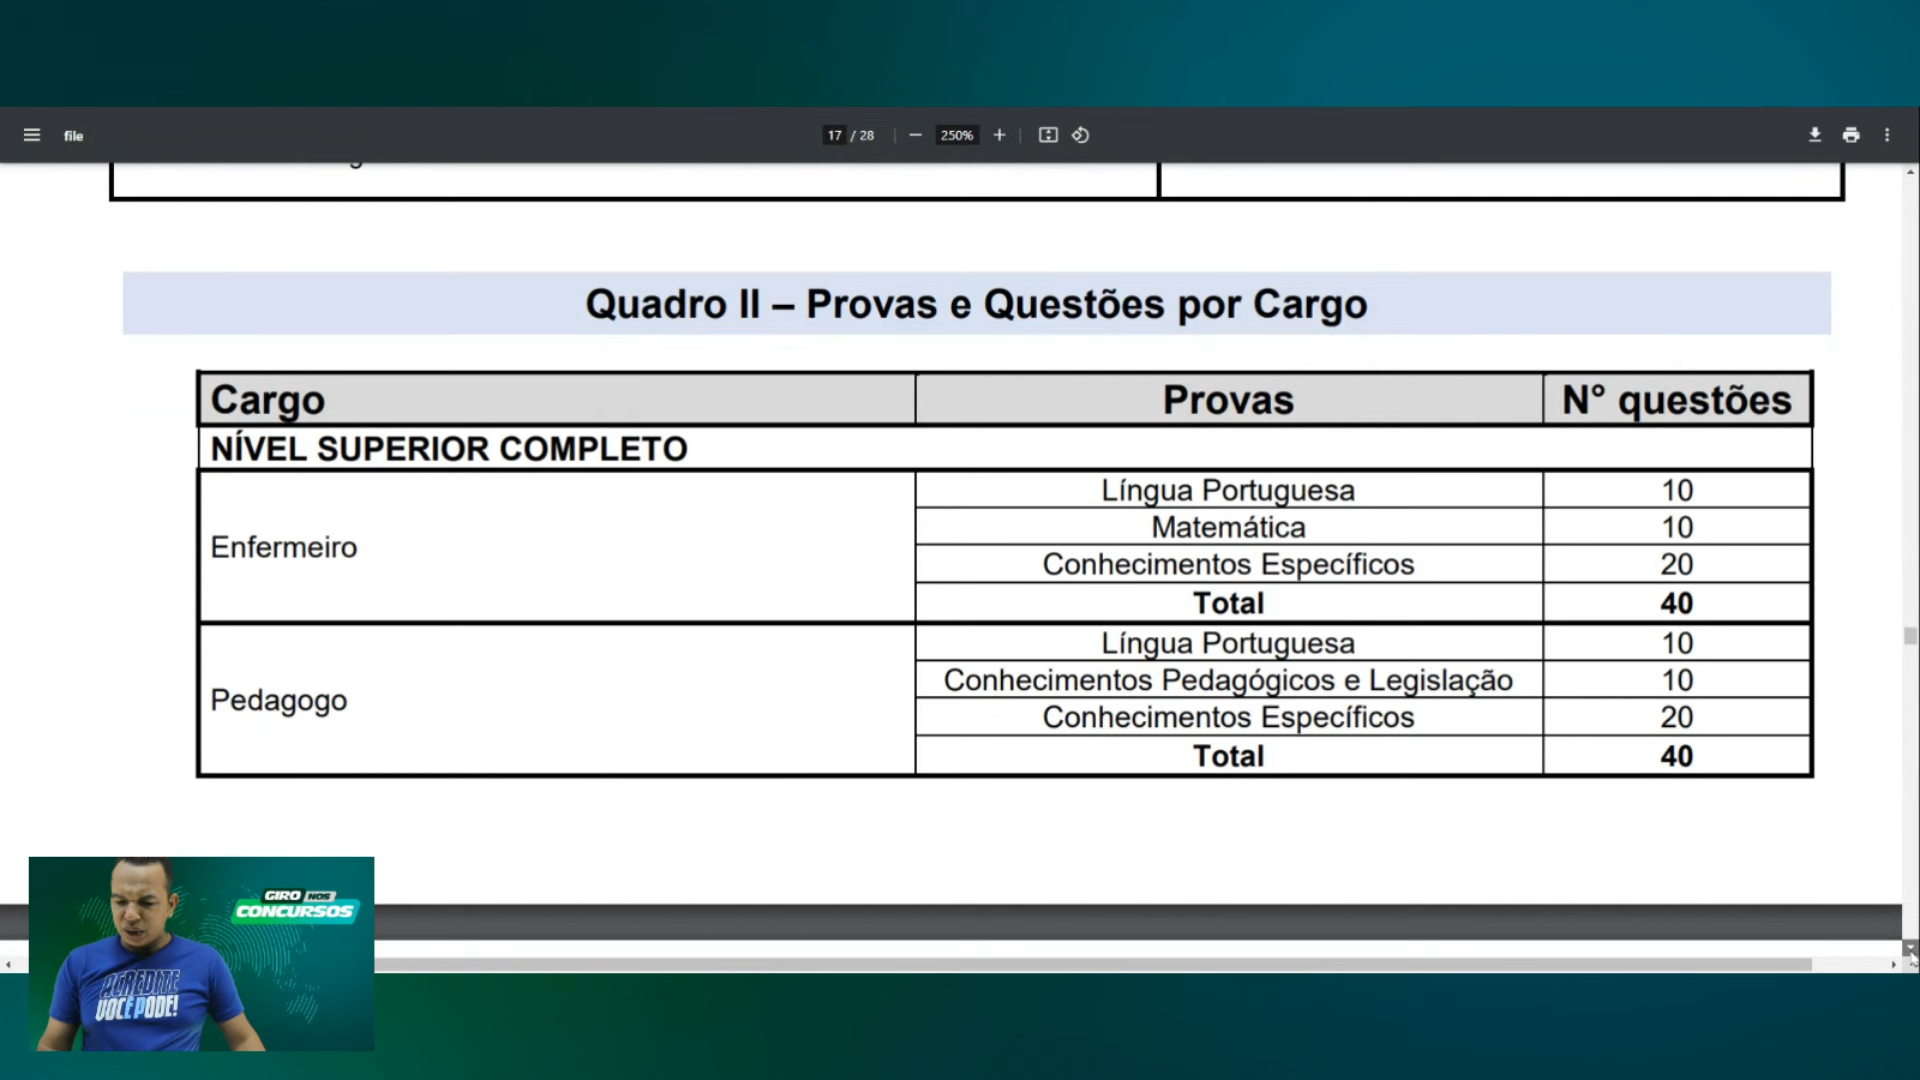 file
17 / 28
250%
Quadro II – Provas e Questões por Cargo
Cargo Provas N° questões
NÍVEL SUPERIOR COMPLETO
Enfermeiro
Língua Portuguesa 10
Matemática 10
Conhecimentos Específicos 20
Total 40
Pedagogo
Língua Portuguesa 10
Conhecimentos Pedagógicos e Legislação 10
Conhecimentos Específicos 20
Total 40
GIRO NOS
CONCURSOS
ACREDITE
VOCÊ PODE!